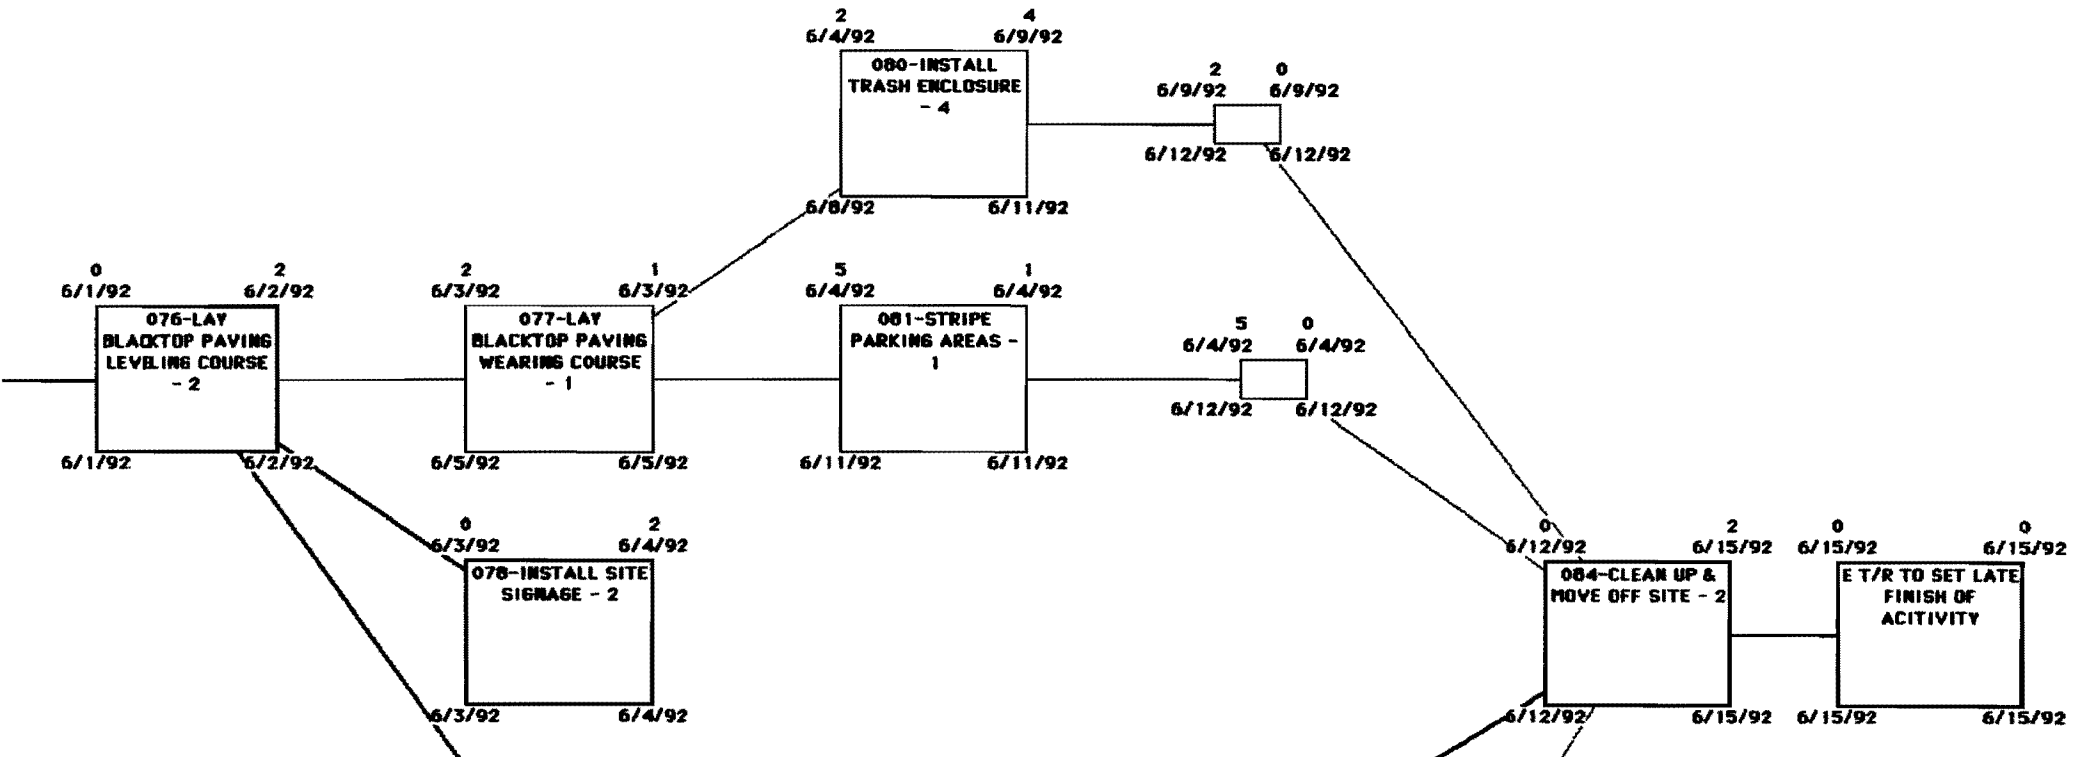 2 4
6/4/92 6/9/92
080-INSTALL
TRASH ENCLOSURE
- 4
6/8/92 6/11/92
2 0
6/9/92 6/9/92
6/12/92 6/12/92
0 2
6/1/92 6/2/92
076-LAY
BLACKTOP PAVING
LEVELING COURSE
- 2
6/1/92 6/2/92
2 1
6/3/92 6/3/92
077-LAY
BLACKTOP PAVING
WEARING COURSE
- 1
6/5/92 6/5/92
5 1
6/4/92 6/4/92
081-STRIPE
PARKING AREAS -
1
6/11/92 6/11/92
5 0
6/4/92 6/4/92
6/12/92 6/12/92
0 2
6/3/92 6/4/92
078-INSTALL SITE
SIGNAGE - 2
6/3/92 6/4/92
0 2
6/12/92 6/15/92
084-CLEAN UP &
MOVE OFF SITE - 2
6/12/92 6/15/92
0 0
6/15/92 6/15/92
E T/R TO SET LATE
FINISH OF
ACITIVITY
6/15/92 6/15/92